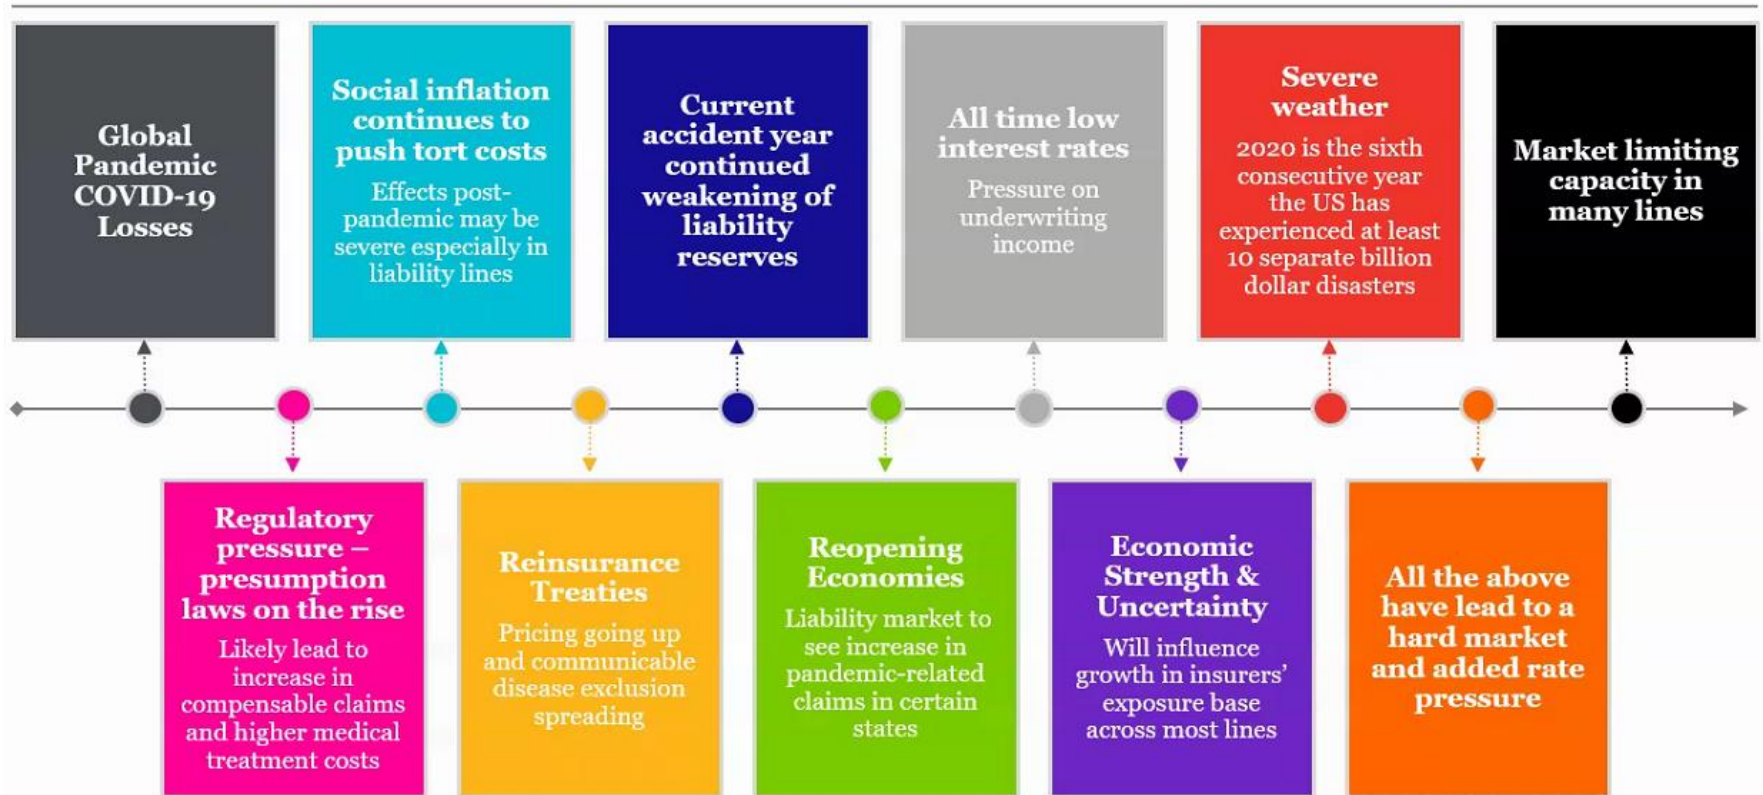 Global
Pandemic
COVID-19
Losses
Regulatory
pressure –
presumption
laws on the rise
Likely lead to
increase in
compensable claims
and higher medical
treatment costs
Social inflation
continues to
push tort costs
Effects post-
pandemic may be
severe especially in
liability lines
Reinsurance
Treaties
Pricing going up
and communicable
disease exclusion
spreading
Current
accident year
continued
weakening of
liability
reserves
Reopening
Economies
Liability market to
see increase in
pandemic-related
claims in certain
states
All time low
interest rates
Pressure on
underwriting
income
Economic
Strength &
Uncertainty
Will influence
growth in insurers’
exposure base
across most lines
Severe
weather
2020 is the sixth
consecutive year
the US has
experienced at least
10 separate billion
dollar disasters
All the above
have lead to a
hard market
and added rate
pressure
Market limiting
capacity in
many lines